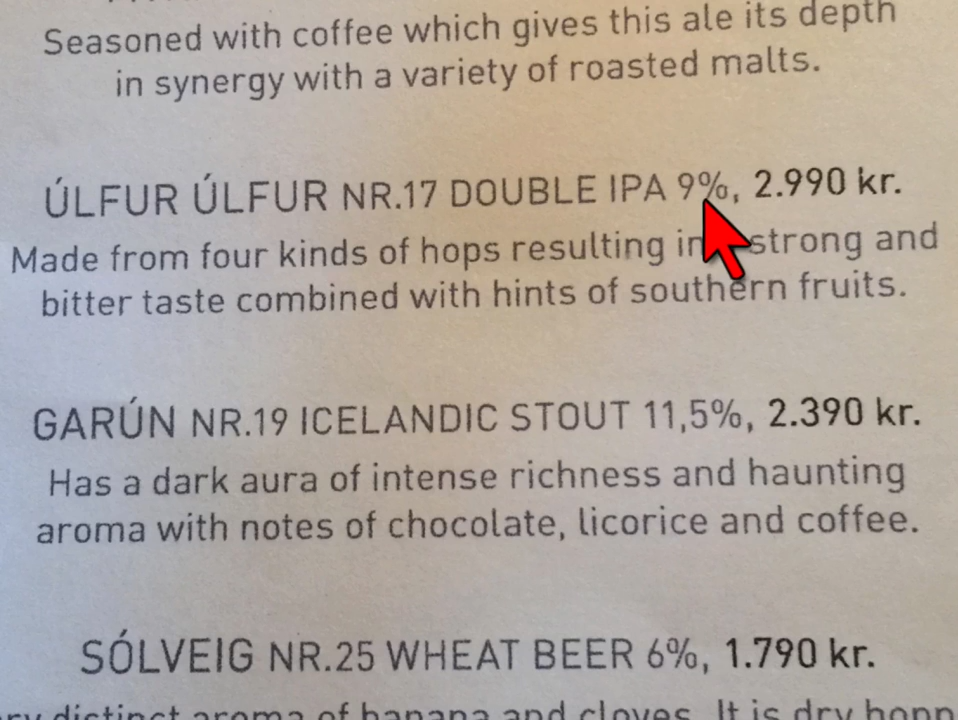 Seasoned with coffee which gives this ale its depth
in synergy with a variety of roasted malts.
ÚLFUR ÚLFUR NR.17 DOUBLE IPA 9%, 2.990 kr.
Made from four kinds of hops resulting in strong and
bitter taste combined with hints of southern fruits.
GARÚN NR.19 ICELANDIC STOUT 11,5%, 2.390 kr.
Has a dark aura of intense richness and haunting
aroma with notes of chocolate, licorice and coffee.
SÓLVEIG NR.25 WHEAT BEER 6%, 1.790 kr.
distinct aroma of banana and cloves. It is dry